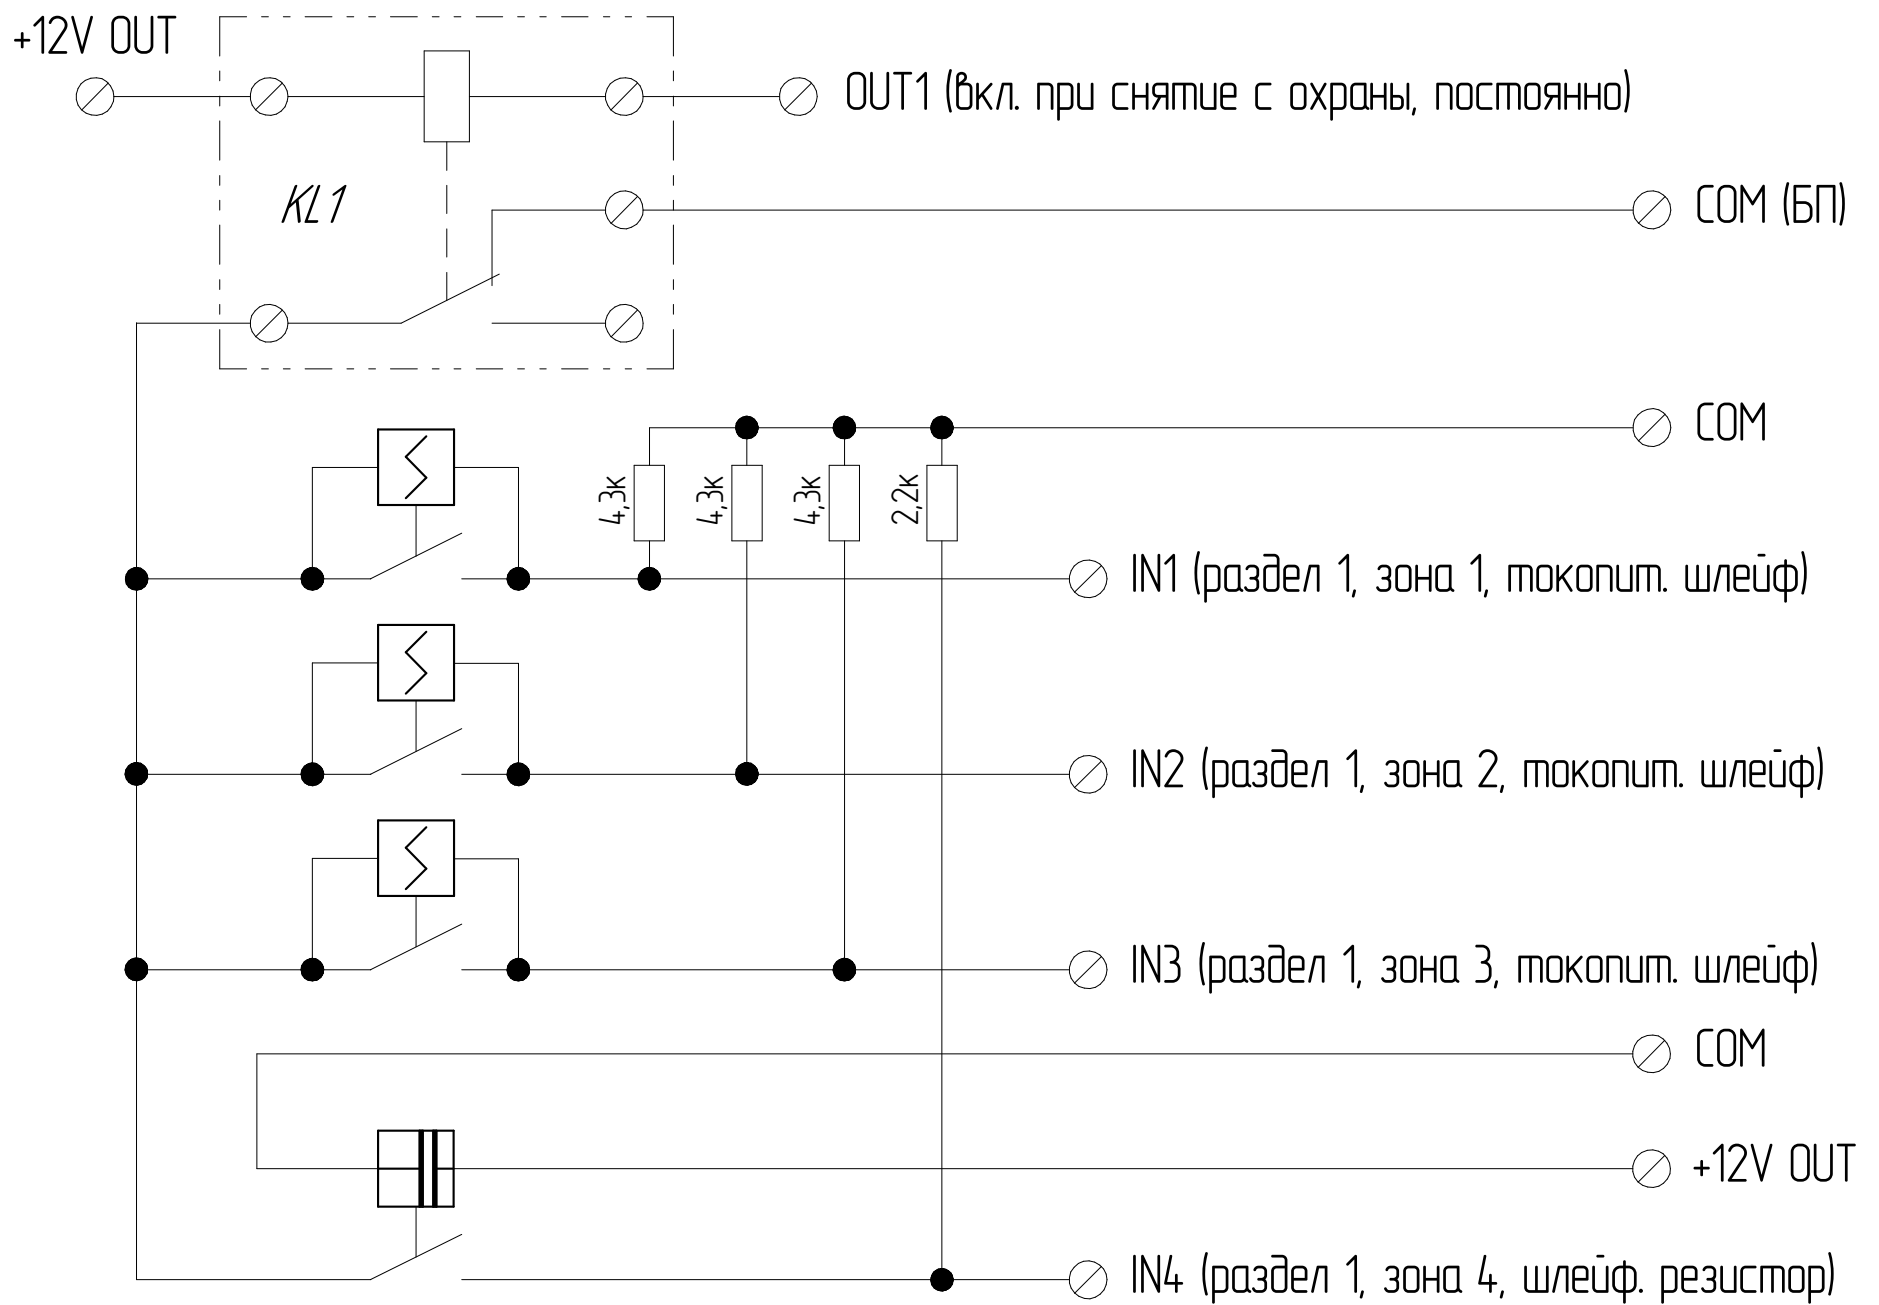 +12V OUT
OUT1 (вкл. при снятие с охраны, постоянно)
KL1
COM (БП)
COM
4,3к
4,3к
4,3к
2,2к
IN1 (раздел 1, зона 1, токопит. шлейф)
IN2 (раздел 1, зона 2, токопит. шлейф)
IN3 (раздел 1, зона 3, токопит. шлейф)
COM
+12V OUT
IN4 (раздел 1, зона 4, шлейф. резистор)